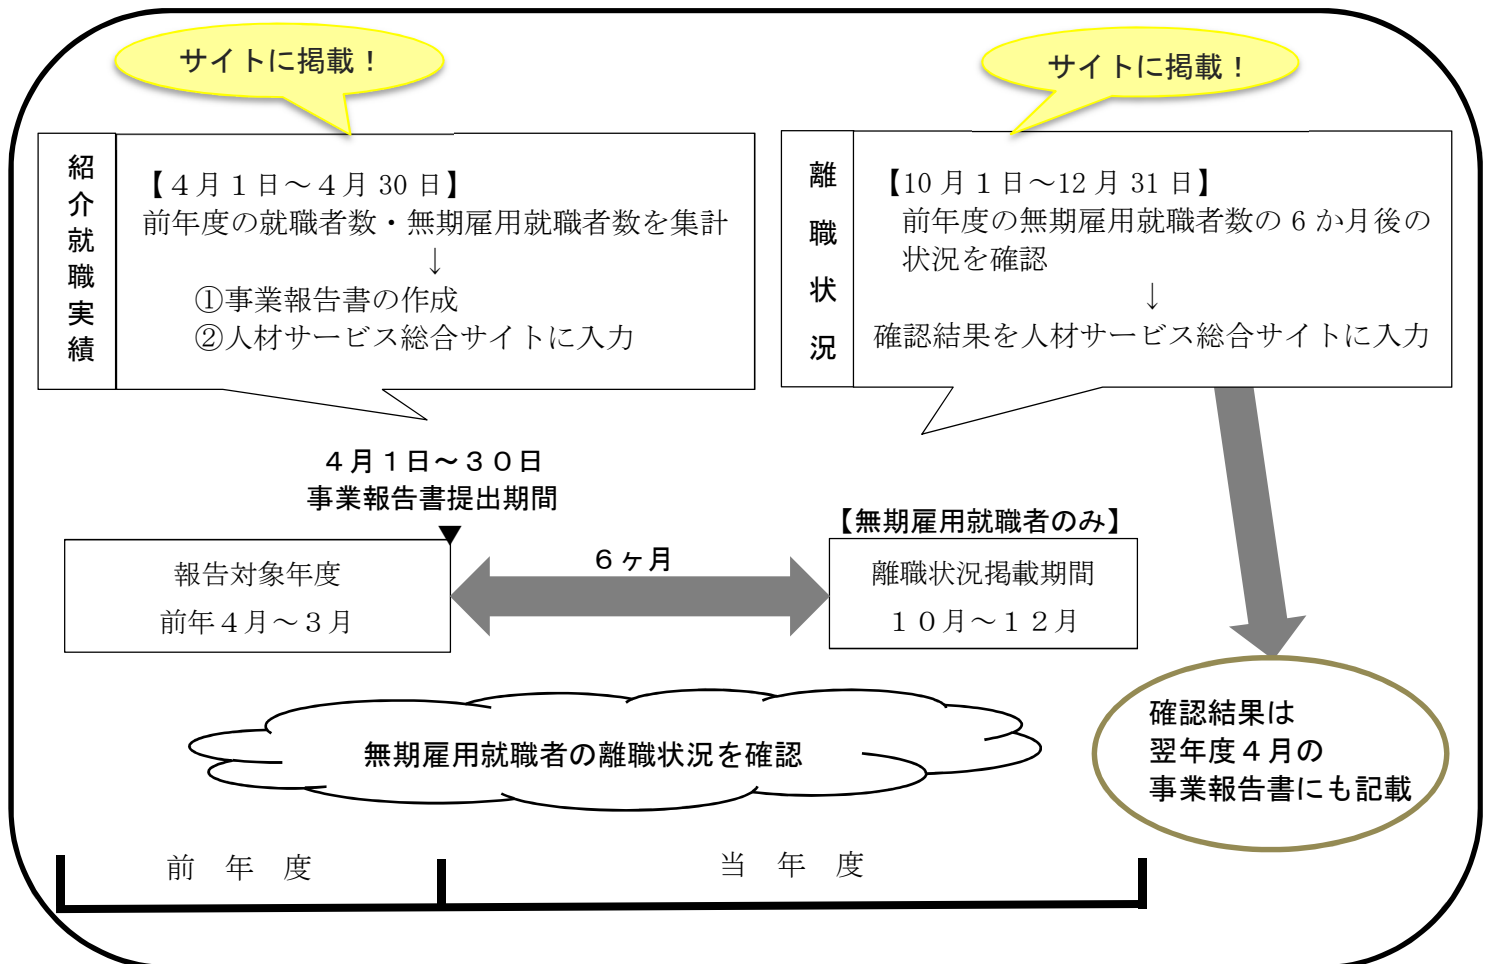 サイトに掲載！
サイトに掲載！
紹介就職実績
【４月１日～４月 30 日】
前年度の就職者数・無期雇用就職者数を集計
↓
①事業報告書の作成
②人材サービス総合サイトに入力
離職状況
【10 月１日～12 月 31 日】
前年度の無期雇用就職者数の 6 か月後の
状況を確認
↓
確認結果を人材サービス総合サイトに入力
４月１日～３０日
事業報告書提出期間
報告対象年度
前年４月～３月
６ヶ月
【無期雇用就職者のみ】
離職状況掲載期間
１０月～１２月
無期雇用就職者の離職状況を確認
確認結果は
翌年度４月の
事業報告書にも記載
前　年　度
当　年　度